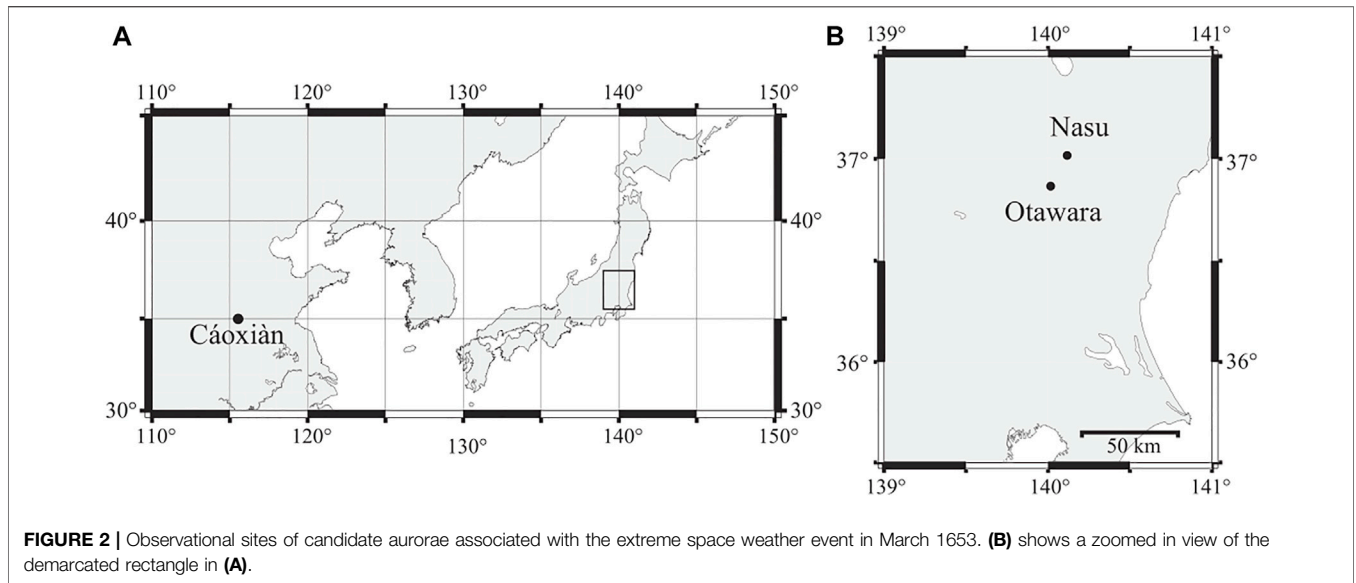 A
B
110° 120° 130° 140° 150°
40° 40°
30° 30°
110° 120° 130° 140° 150°
Cáoxiàn
139° 140° 141°
37° 37°
36° 36°
139° 140° 141°
Nasu
Otawara
50 km
FIGURE 2 | Observational sites of candidate aurorae associated with the extreme space weather event in March 1653. (B) shows a zoomed in view of the
demarcated rectangle in (A).